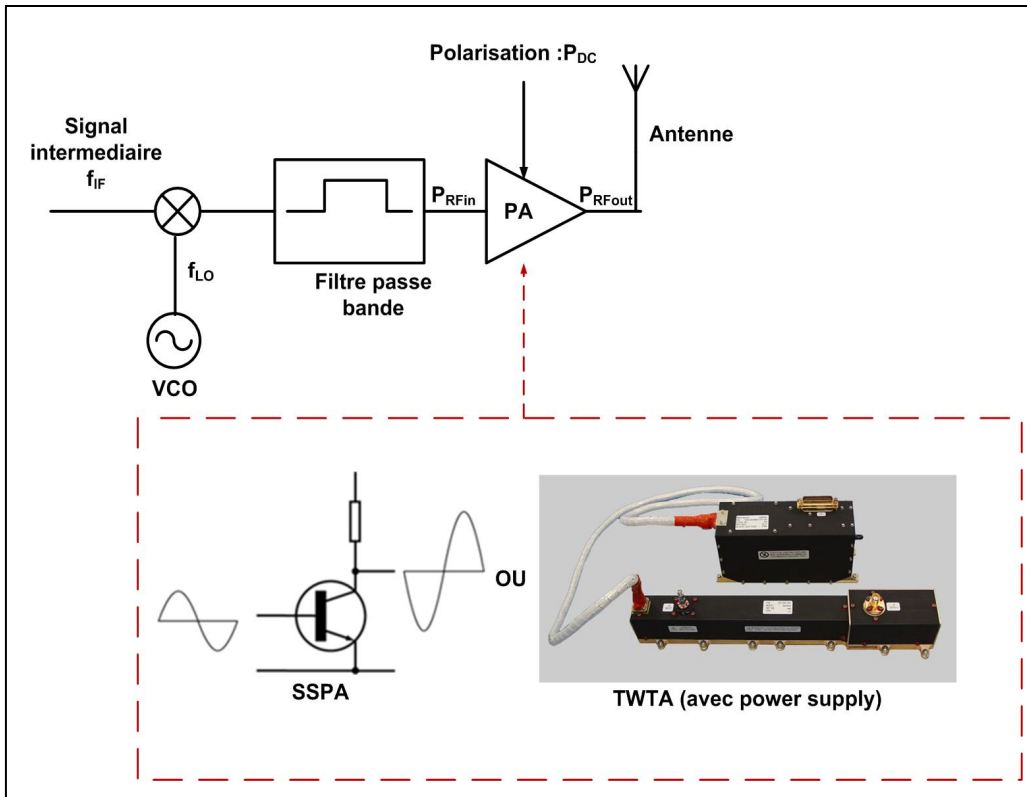 Polarisation :PDC
Signal
intermediaire
fIF
Antenne
PRFin
PA
PRFout
fLO
Filtre passe
bande
VCO
OU
SSPA
TWTA (avec power supply)